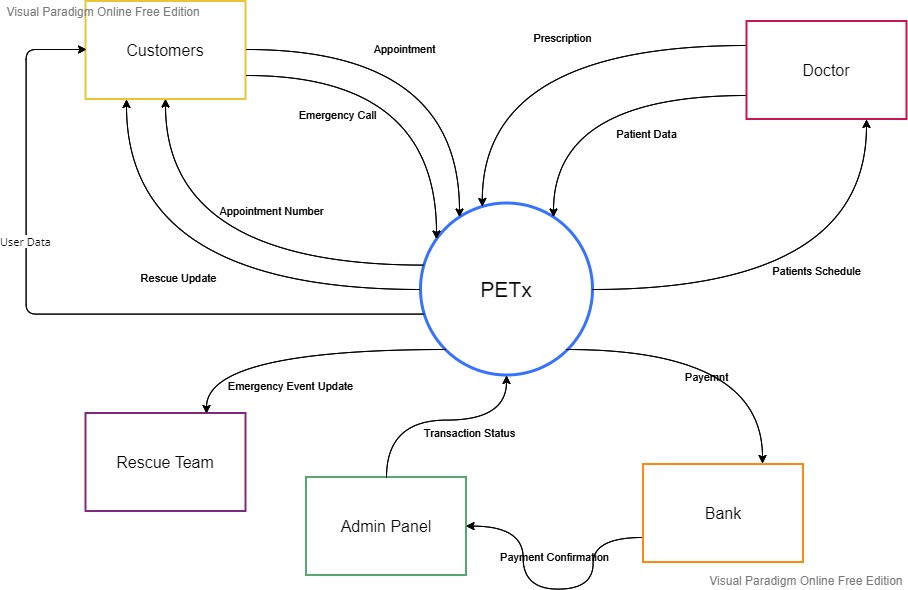 Visual Paradigm Online Free Edition
Customers
Appointment
Prescription
Doctor
Emergency Call
Patient Data
Appointment Number
User Data
Rescue Update
PETx
Patients Schedule
Emergency Event Update
Payemnt
Transaction Status
Rescue Team
Admin Panel
Bank
Payment Confirmation
Visual Paradigm Online Free Edition